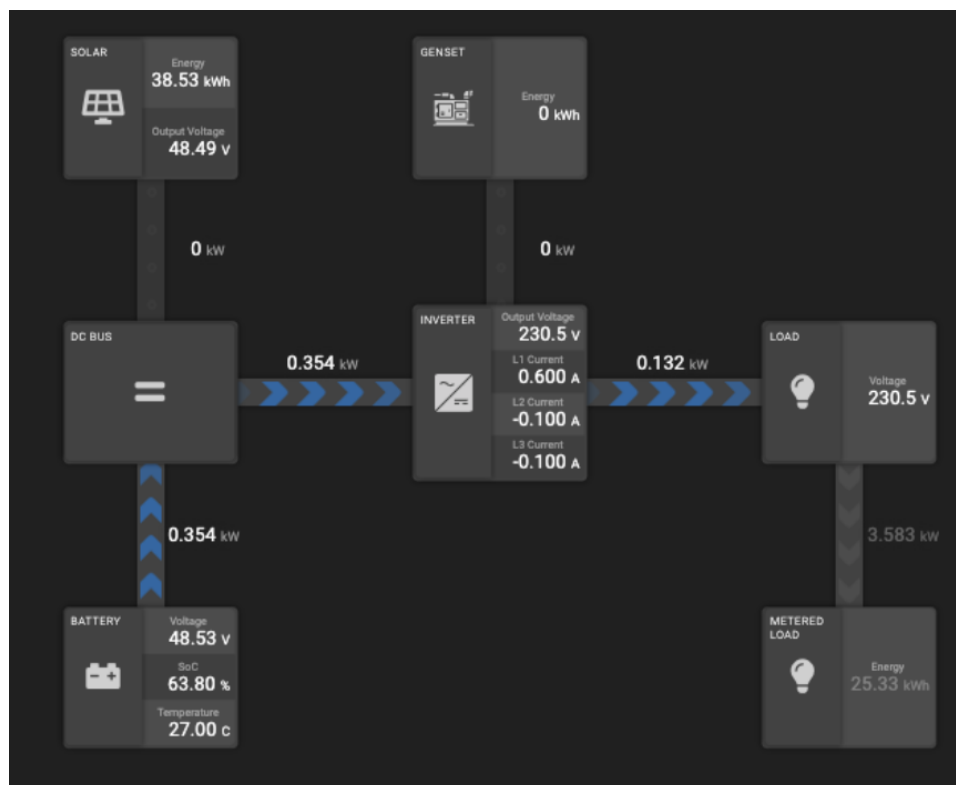 SOLAR
Energy
38.53 kWh
Output Voltage
48.49 V
GENSET
Energy
0 kWh
0 kW
0 kW
DC BUS
0.354 kW
INVERTER
Output Voltage
230.5 V
L1 Current
0.600 A
L2 Current
-0.100 A
L3 Current
-0.100 A
0.132 kW
LOAD
Voltage
230.5 V
0.354 kW
3.583 kW
BATTERY
Voltage
48.53 V
SoC
63.80 %
Temperature
27.00 C
METERED
LOAD
Energy
25.33 kWh